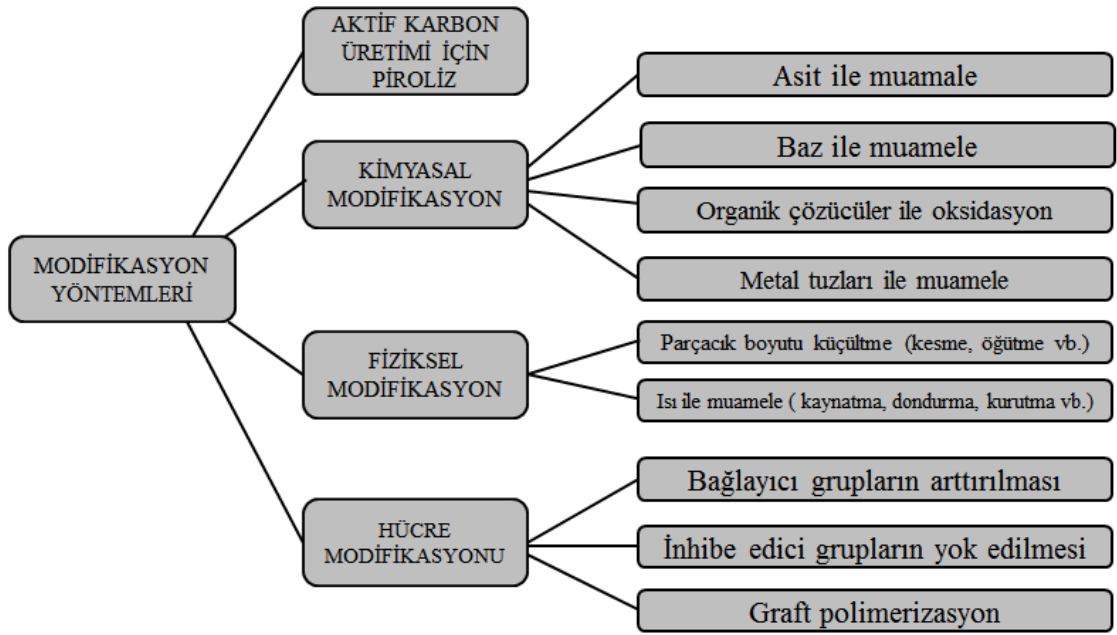 AKTİF KARBON
ÜRETİMİ İÇİN
PİROLİZ
Asit ile muamale
Baz ile muamele
KİMYASAL
MODİFİKASYON
Organik çözücüler ile oksidasyon
Metal tuzları ile muamele
MODİFİKASYON
YÖNTEMLERİ
Parçacık boyutu küçültme (kesme, öğütme vb.)
FİZİKSEL
MODİFİKASYON
Isı ile muamele ( kaynatma, dondurma, kurutma vb.)
Bağlayıcı grupların arttırılması
HÜCRE
MODİFİKASYONU
İnhibe edici grupların yok edilmesi
Graft polimerizasyon